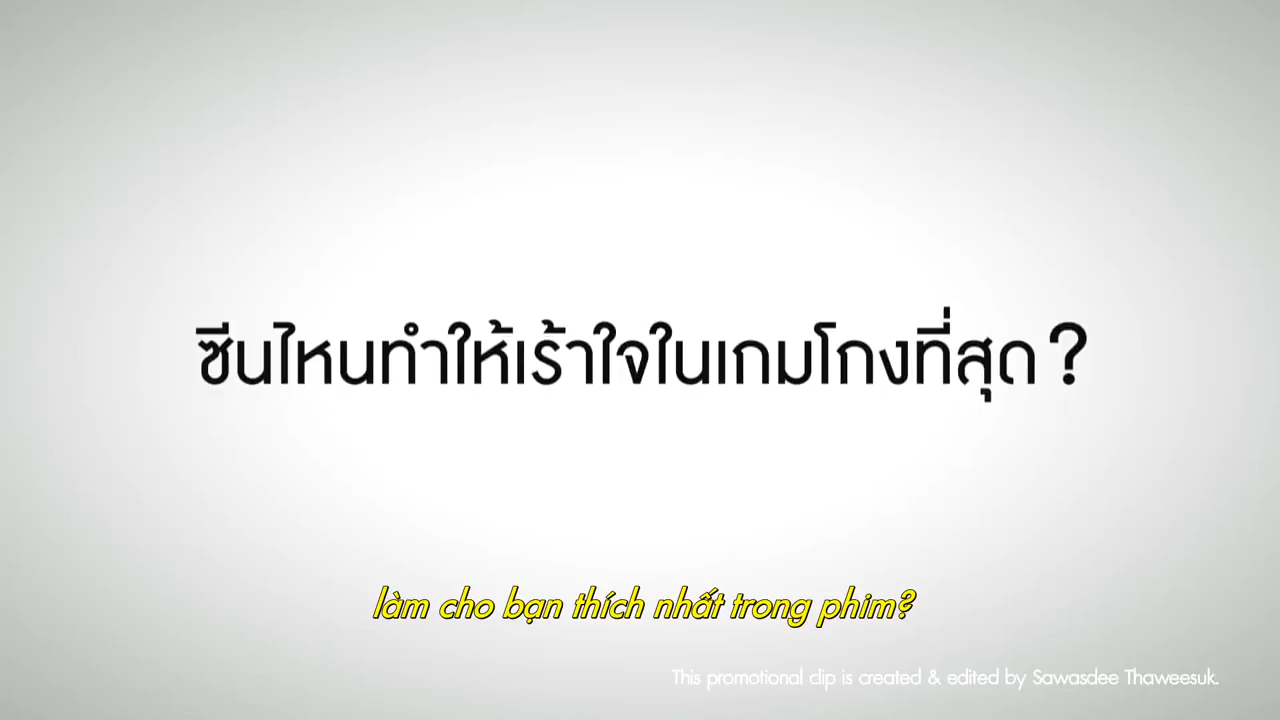 ซีนไหนทำให้เร้าใจในเกมโกงที่สุด?
làm cho bạn thích nhất trong phim?
This promotional clip is created & edited by Sawasdee Thaweesuk.